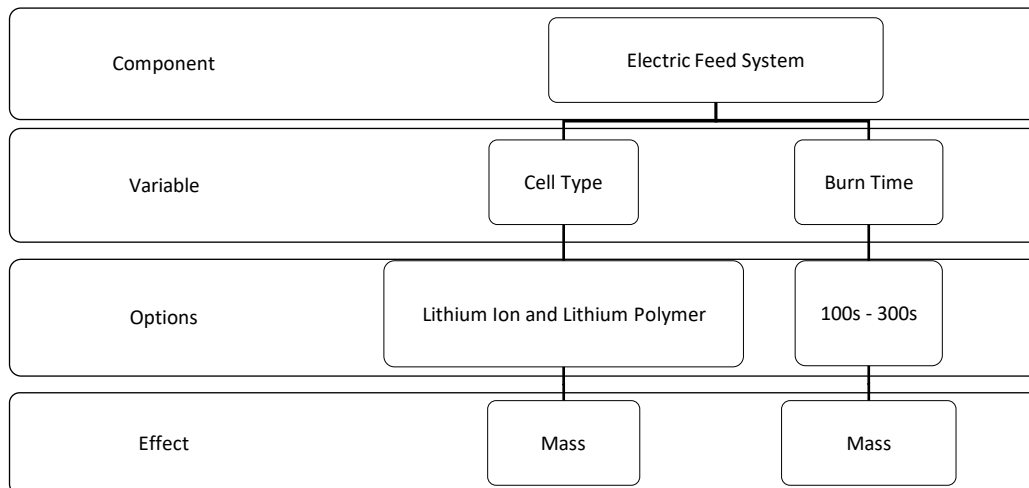 Component
Electric Feed System
Variable
Cell Type
Burn Time
Options
Lithium Ion and Lithium Polymer
100s - 300s
Effect
Mass
Mass